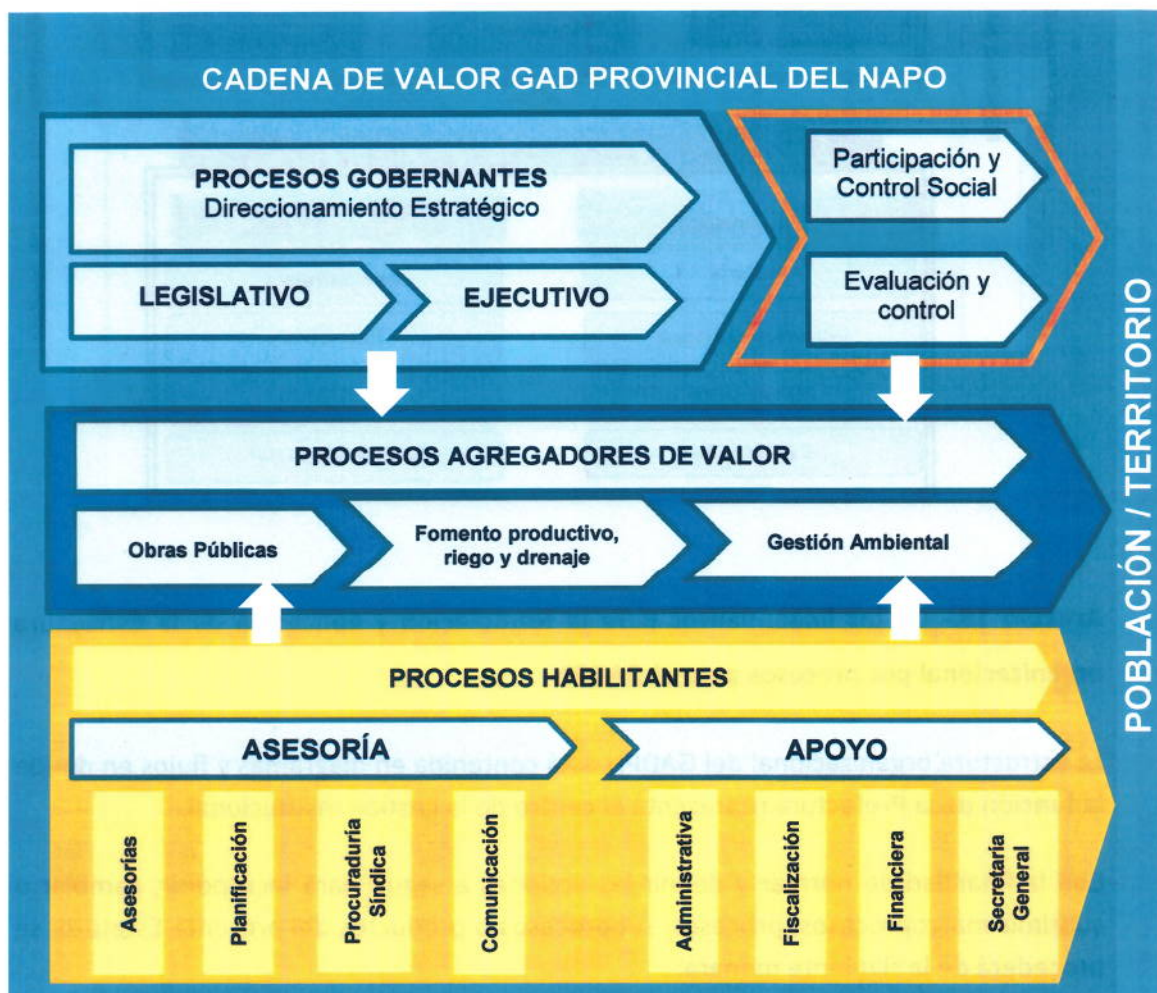 CADENA DE VALOR GAD PROVINCIAL DEL NAPO
PROCESOS GOBERNANTES
Direccionamiento Estratégico
LEGISLATIVO
EJECUTIVO
Participación y
Control Social
Evaluación y
control
PROCESOS AGREGADORES DE VALOR
Obras Públicas
Fomento productivo,
riego y drenaje
Gestión Ambiental
PROCESOS HABILITANTES
ASESORÍA
APOYO
Asesorías
Planificación
Procuraduría
Síndica
Comunicación
Administrativa
Fiscalización
Financiera
Secretaría
General
POBLACIÓN / TERRITORIO